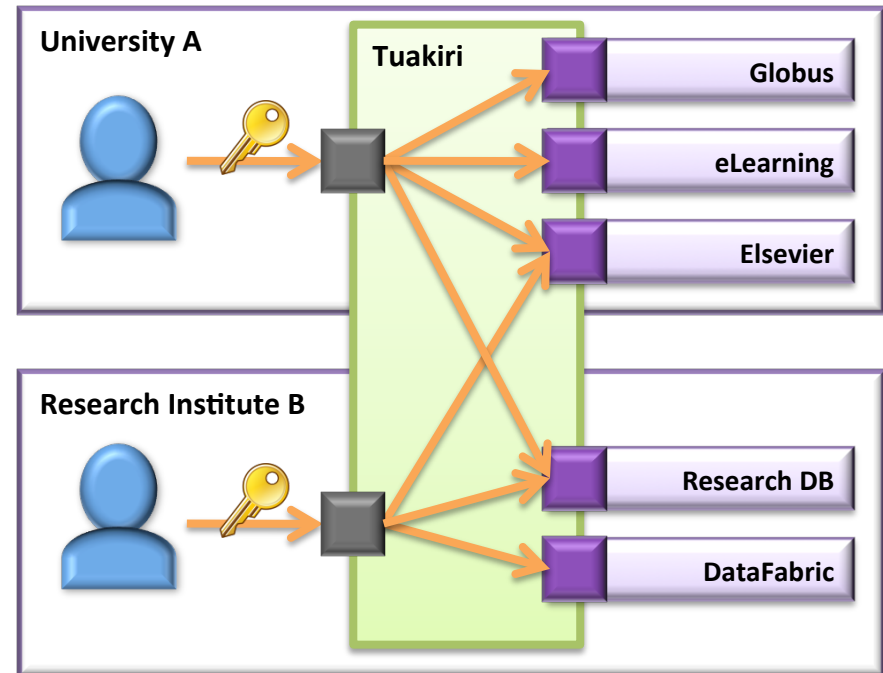 University A
Tuakiri
Globus
eLearning
Elsevier
Research Institute B
Research DB
DataFabric